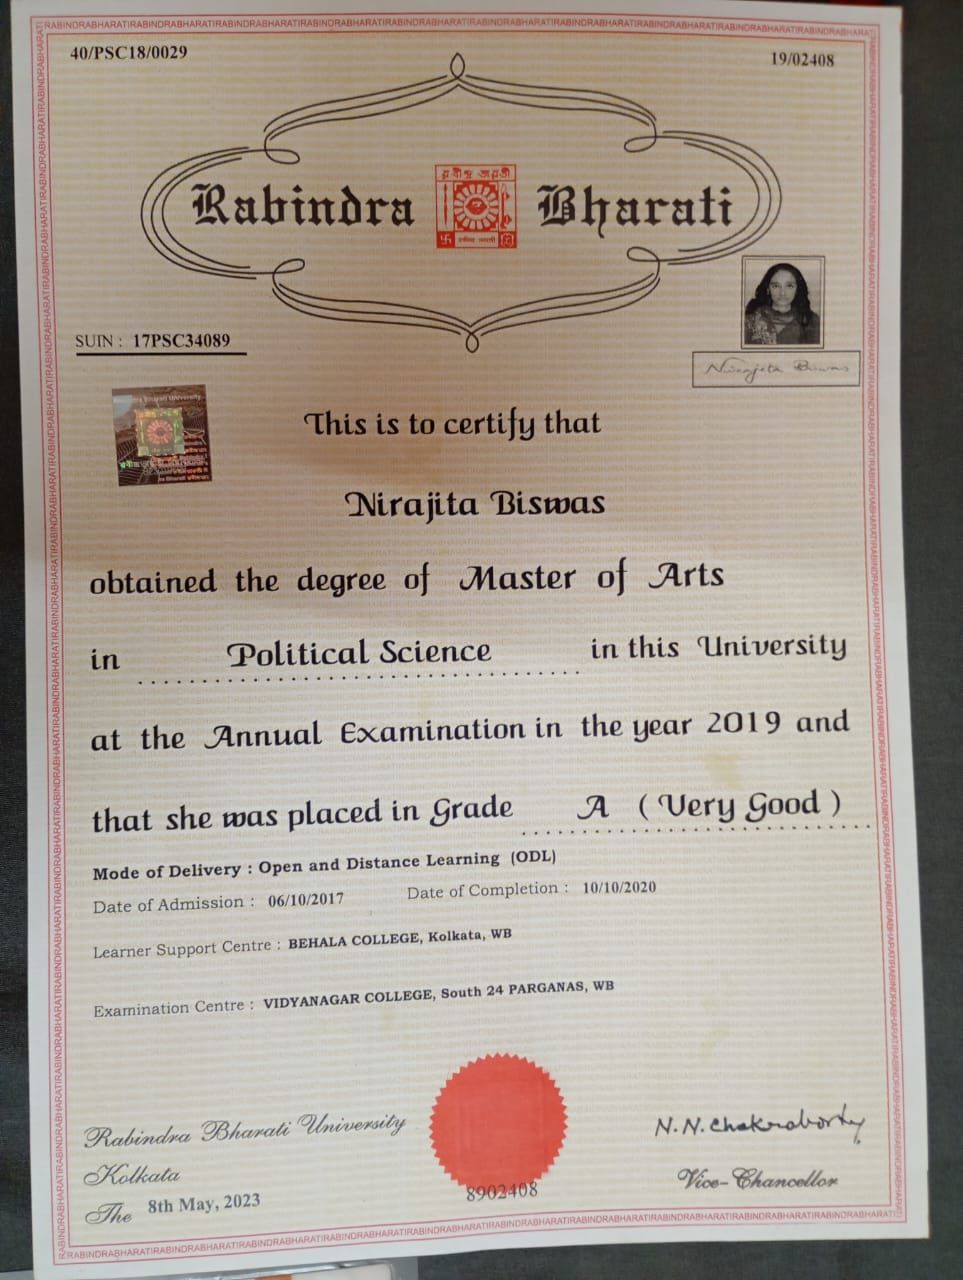 40/PSC18/0029
19/02408
Rabindra Bharati
রবীন্দ্র ভারতী
SUIN : 17PSC34089
Nirajita Biswas
This is to certify that
Nirajita Biswas
obtained the degree of Master of Arts
in Political Science in this University
at the Annual Examination in the year 2019 and
that she was placed in Grade A ( Very Good )
Mode of Delivery : Open and Distance Learning (ODL)
Date of Admission : 06/10/2017 Date of Completion : 10/10/2020
Learner Support Centre : BEHALA COLLEGE, Kolkata, WB
Examination Centre : VIDYANAGAR COLLEGE, South 24 PARGANAS, WB
Rabindra Bharati University
Kolkata
The 8th May, 2023
8902408
N.N.Chakraborty
Vice-Chancellor